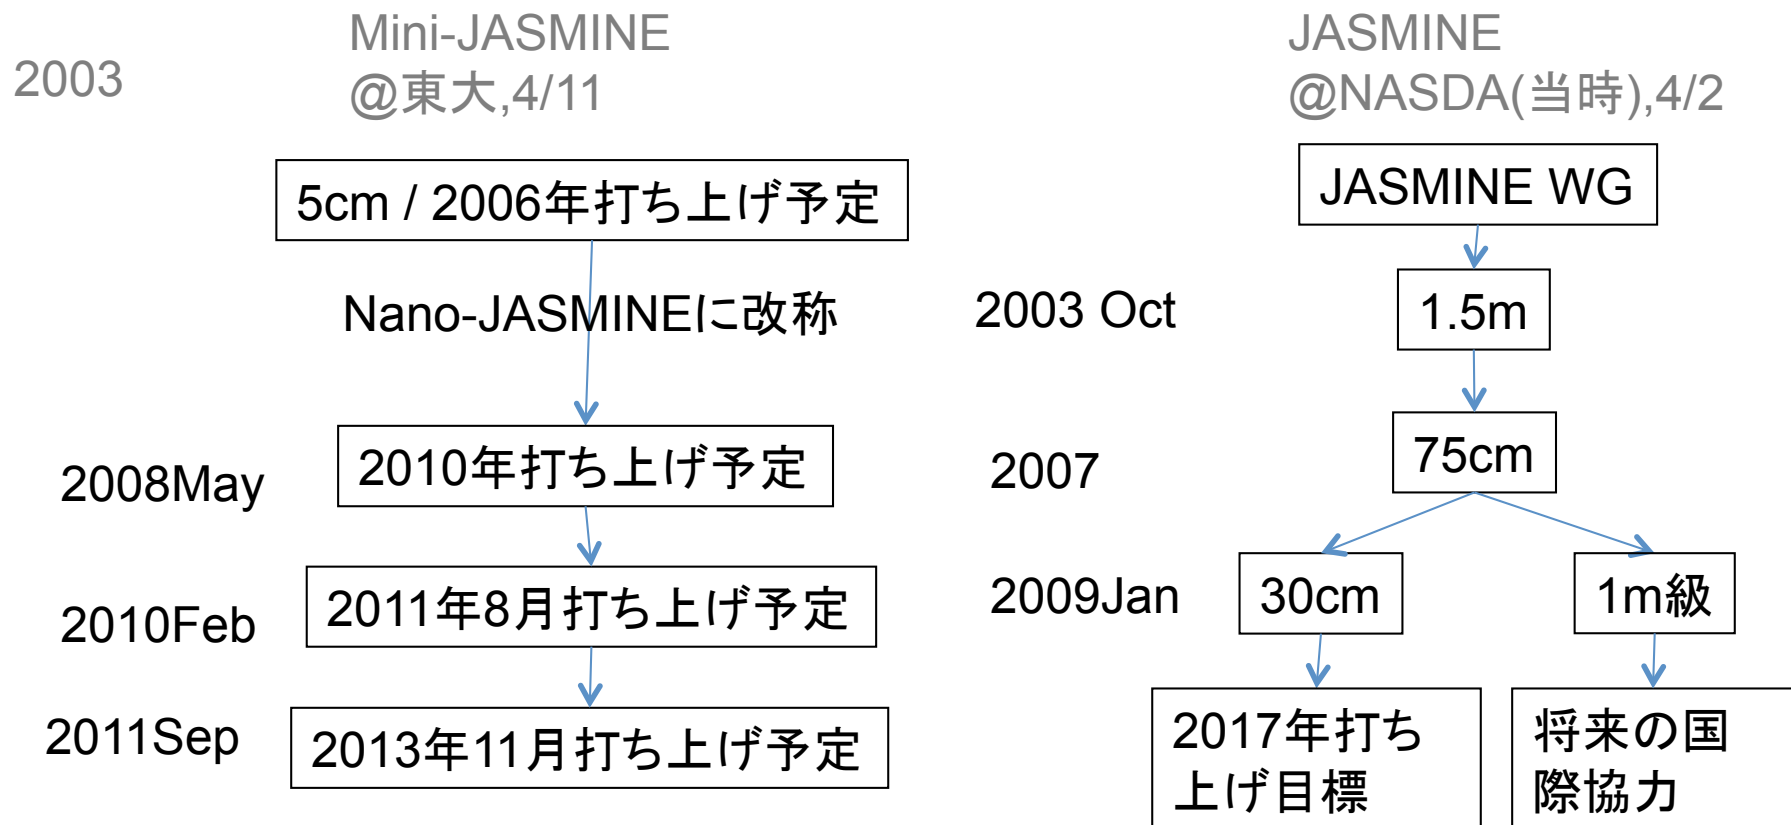 2003
Mini-JASMINE
@東大,4/11
5cm / 2006年打ち上げ予定
Nano-JASMINEに改称
2008May
2010年打ち上げ予定
2010Feb
2011年8月打ち上げ予定
2011Sep
2013年11月打ち上げ予定
JASMINE
@NASDA(当時),4/2
JASMINE WG
2003 Oct
1.5m
2007
75cm
2009Jan
30cm
1m級
2017年打ち
上げ目標
将来の国
際協力